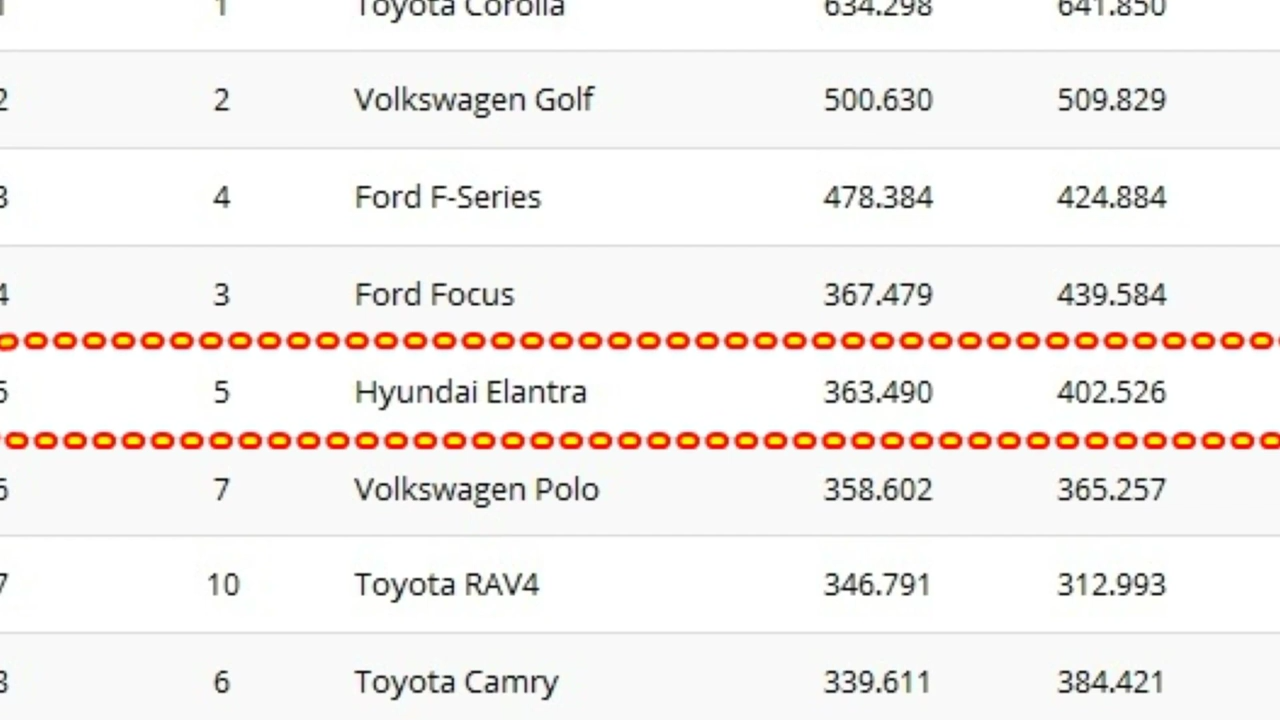 1 1 Toyota Corolla 634.298 641.850
2 2 Volkswagen Golf 500.630 509.829
3 4 Ford F-Series 478.384 424.884
4 3 Ford Focus 367.479 439.584
5 5 Hyundai Elantra 363.490 402.526
6 7 Volkswagen Polo 358.602 365.257
7 10 Toyota RAV4 346.791 312.993
8 6 Toyota Camry 339.611 384.421